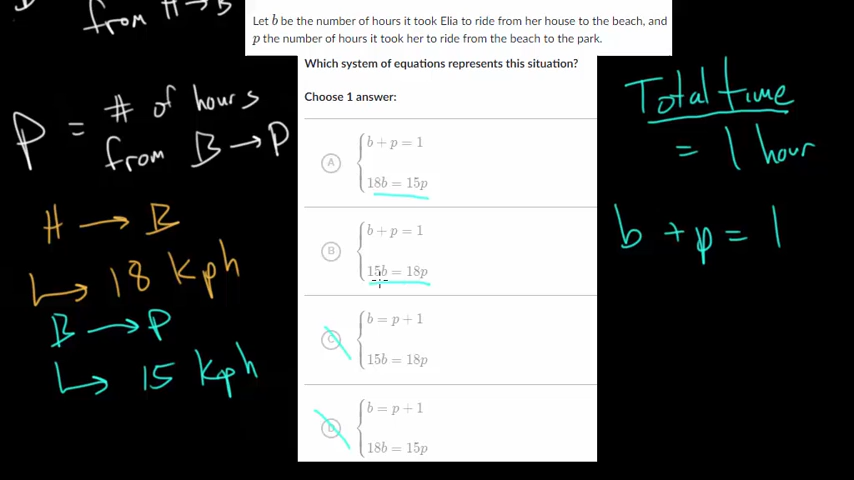 from H → B
P = # of hours
from B → P
H → B
↳ 18 kph
B → P
↳ 15 kph
Let b be the number of hours it took Elia to ride from her house to the beach, and
p the number of hours it took her to ride from the beach to the park.
Which system of equations represents this situation?
Choose 1 answer:
A
b + p = 1
18b = 15p
B
b + p = 1
15b = 18p
C
b = p + 1
15b = 18p
D
b = p + 1
18b = 15p
Total time
= 1 hour
b + p = 1